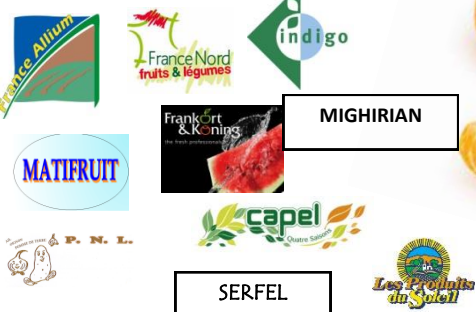 France Allium
France Nord
fruits & légumes
indigo
Frankort
& Koning
the fresh professionals
MIGHIRIAN
MATIFRUIT
capel
Quatre Saisons
P. N. L.
SERFEL
Les Produits
du Soleil